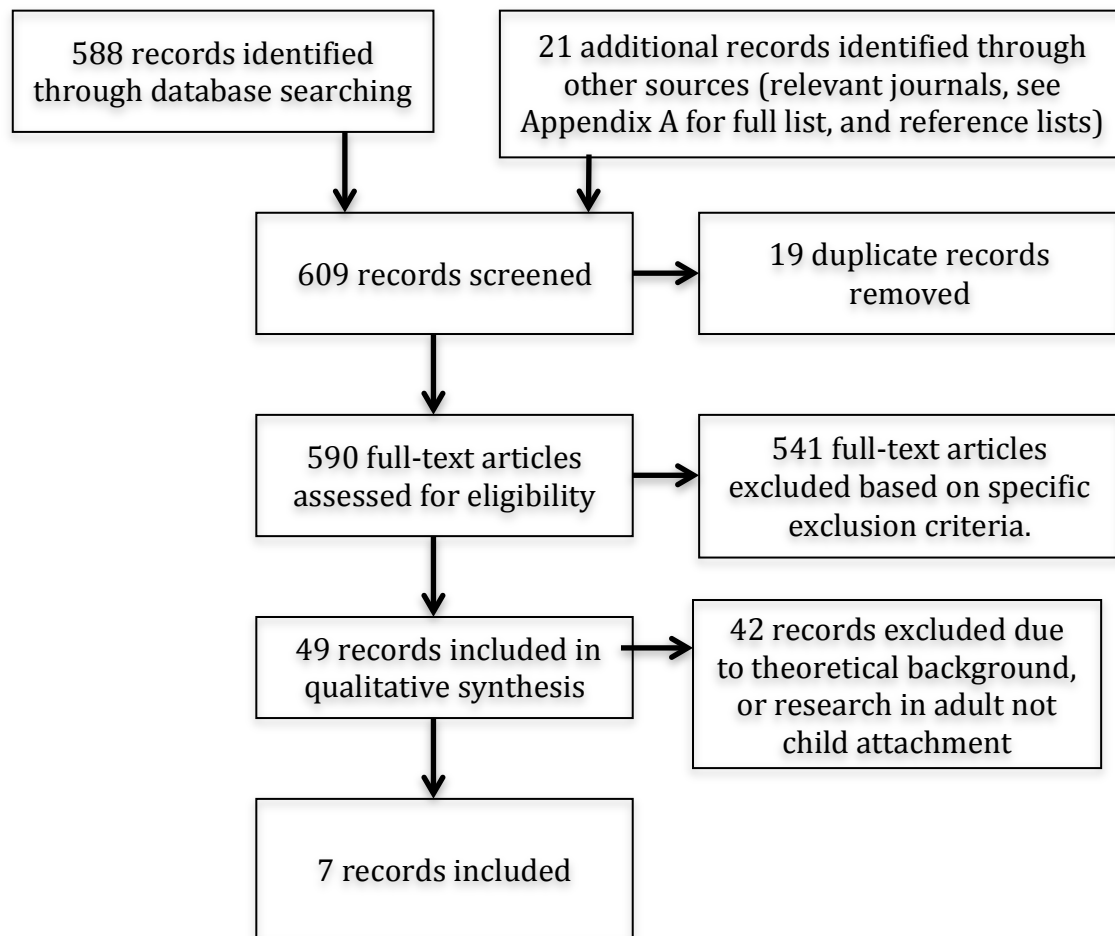 588 records identified
through database searching
21 additional records identified through
other sources (relevant journals, see
Appendix A for full list, and reference lists)
609 records screened
19 duplicate records
removed
590 full-text articles
assessed for eligibility
541 full-text articles
excluded based on specific
exclusion criteria.
49 records included in
qualitative synthesis
42 records excluded due
to theoretical background,
or research in adult not
child attachment
7 records included